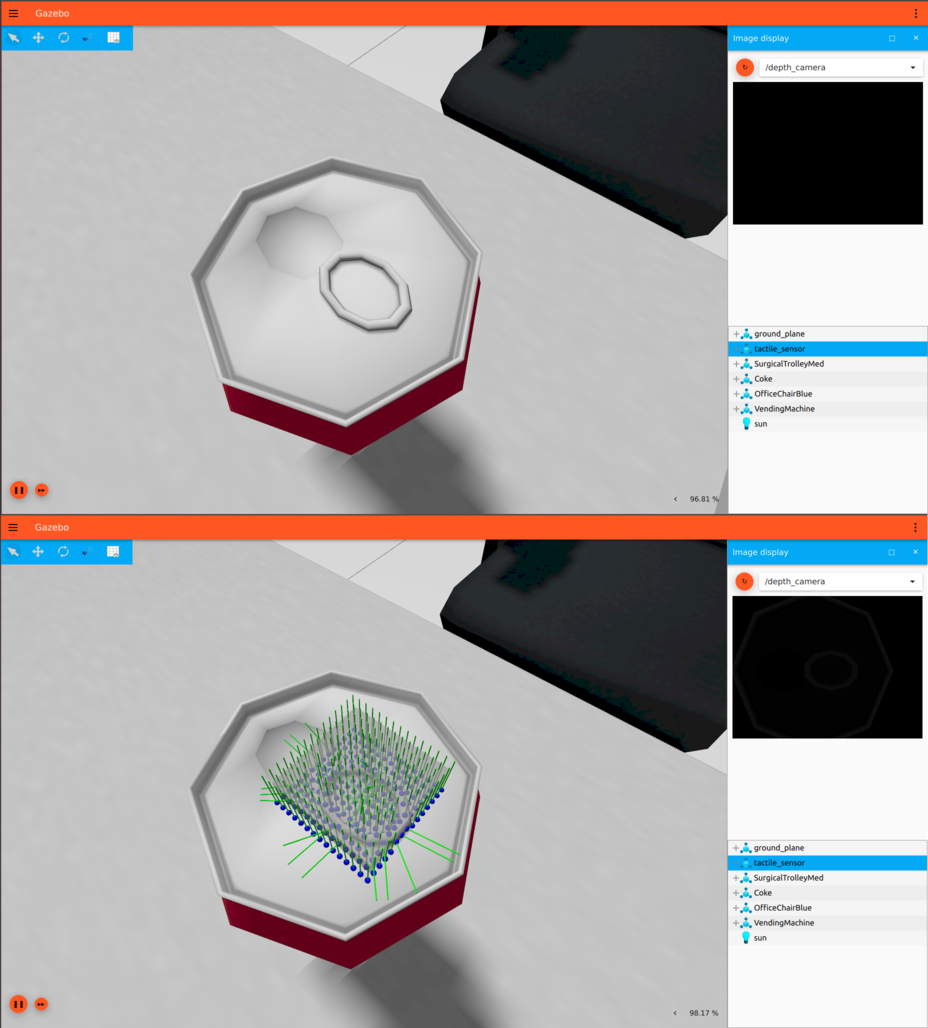 Gazebo
Image display
/depth_camera
ground_plane
tactile_sensor
SurgicalTrolleyMed
Coke
OfficeChairBlue
VendingMachine
sun
96.81 %
Gazebo
Image display
/depth_camera
ground_plane
tactile_sensor
SurgicalTrolleyMed
Coke
OfficeChairBlue
VendingMachine
sun
98.17 %